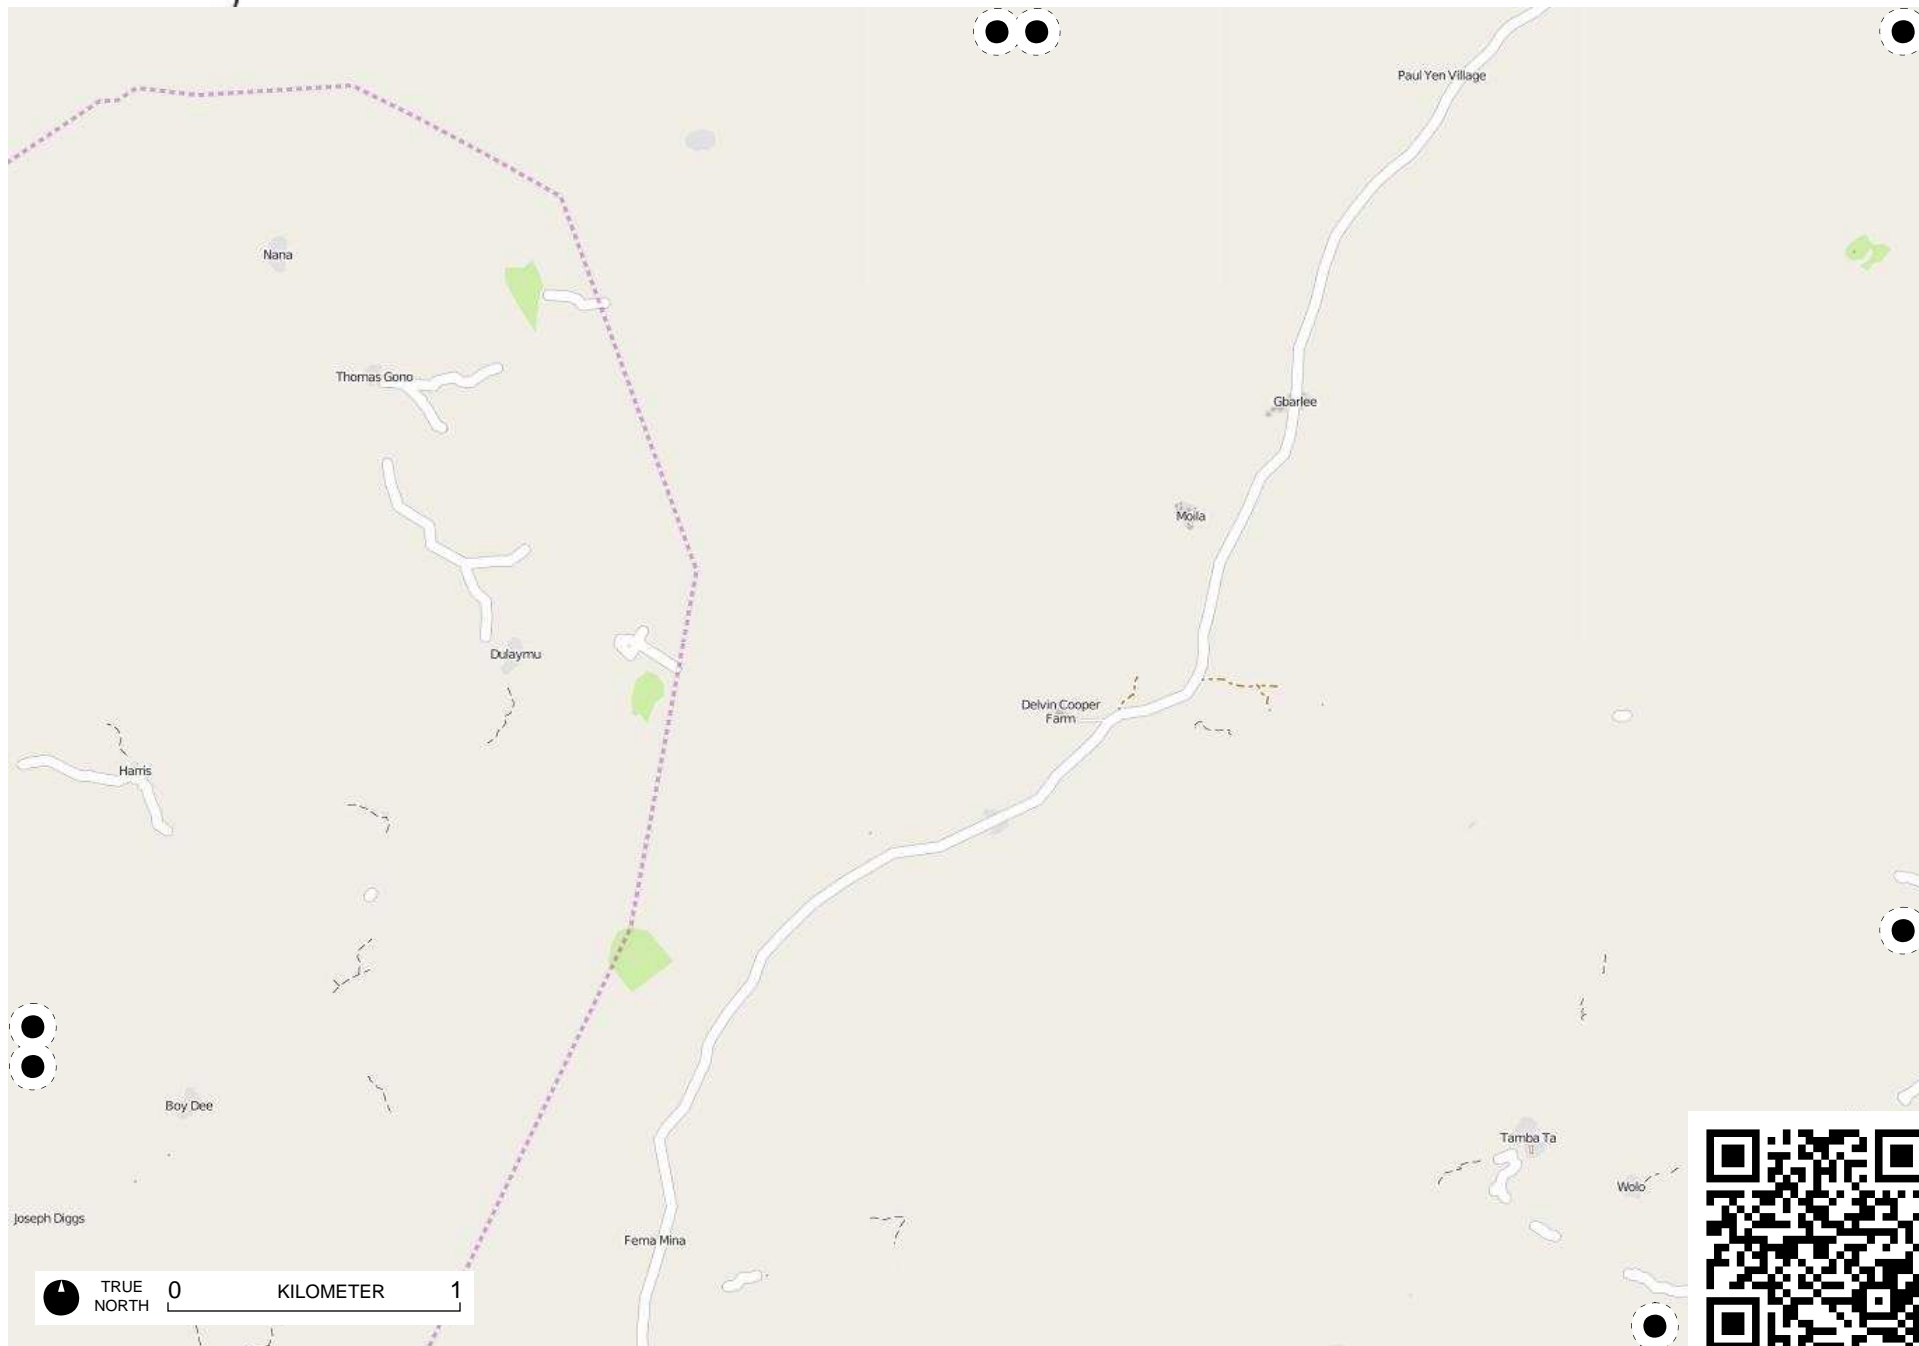 Paul Yen Village
Nana
Thomas Gono
Gbarlee
Moila
Dulaymu
Delvin Cooper
Farm
Harris
Boy Dee
Tamba Ta
Wolo
Joseph Diggs
Fema Mina
TRUE
NORTH
0 KILOMETER 1